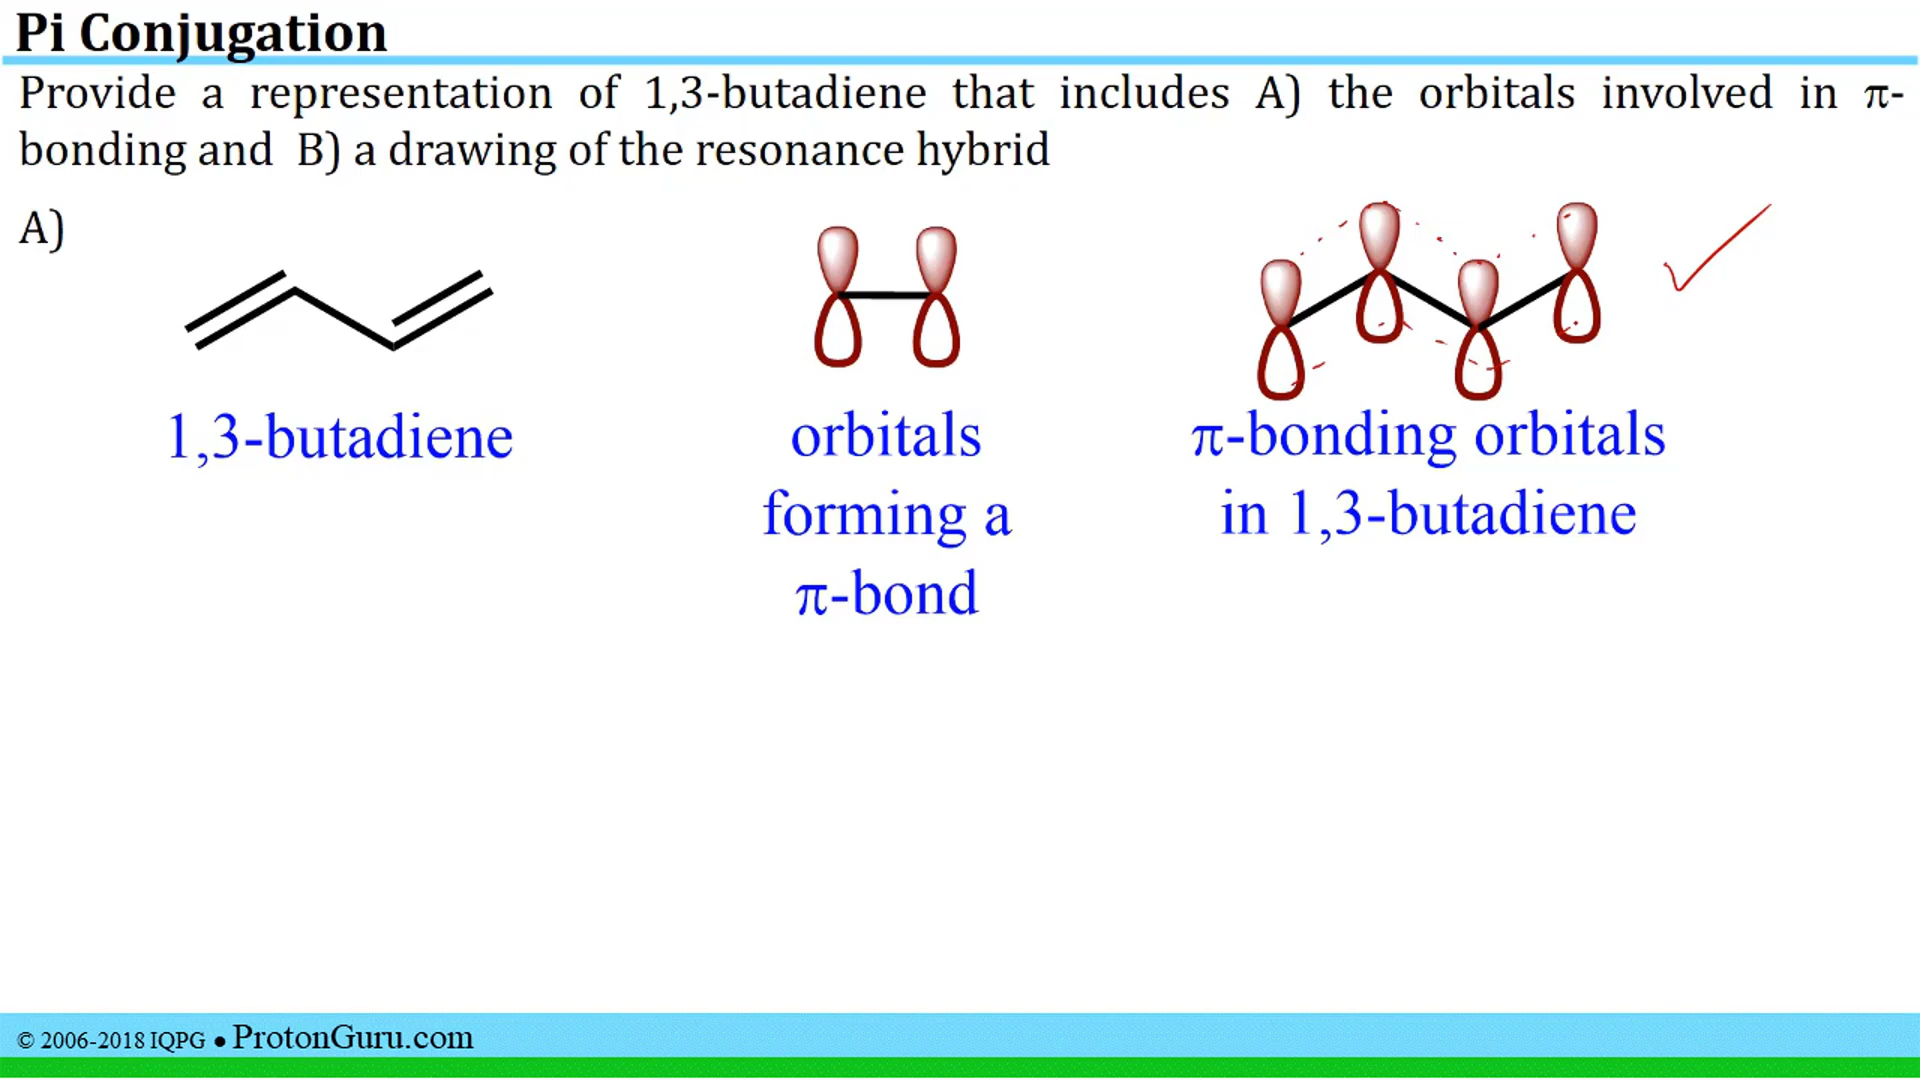 Pi Conjugation
Provide a representation of 1,3-butadiene that includes A) the orbitals involved in π-
bonding and B) a drawing of the resonance hybrid
A)
1,3-butadiene
orbitals
forming a
π-bond
π-bonding orbitals
in 1,3-butadiene
© 2006-2018 IQPG ● ProtonGuru.com